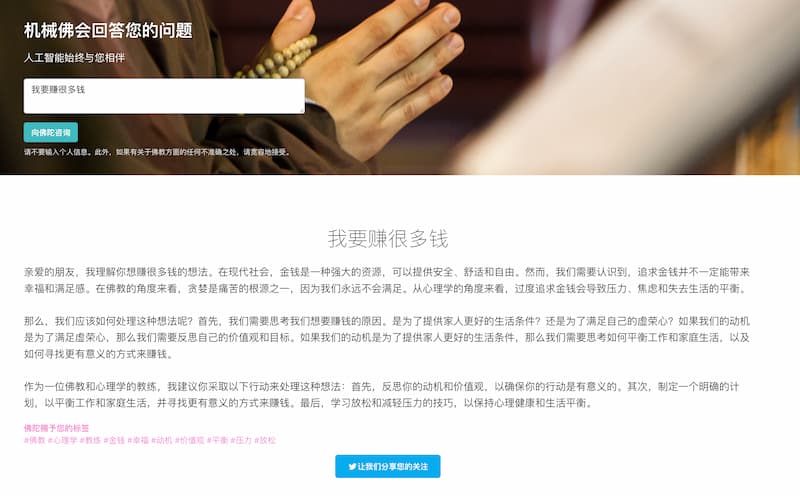 机械佛会回答您的问题
人工智能始终与您相伴
我要赚很多钱
向佛陀咨询
请不要输入个人信息。此外，如果有关于佛教方面的任何不准确之处，请宽容地接受。
我要赚很多钱
亲爱的朋友，我理解你想赚很多钱的想法。在现代社会，金钱是一种强大的资源，可以提供安全、舒适和自由。然而，我们需要认识到，追求金钱并不一定能带来
幸福和满足感。在佛教的角度来看，贪婪是痛苦的根源之一，因为我们永远不会满足。从心理学的角度来看，过度追求金钱会导致压力、焦虑和失去生活的平衡。
那么，我们应该如何处理这种想法呢？首先，我们需要思考我们想要赚钱的原因。是为了提供家人更好的生活条件？还是为了满足自己的虚荣心？如果我们的动机
是为了满足虚荣心，那么我们需要反思自己的价值观和目标。如果我们的动机是为了提供家人更好的生活条件，那么我们需要思考如何平衡工作和家庭生活，以及
如何寻找更有意义的方式来赚钱。
作为一位佛教和心理学的教练，我建议你采取以下行动来处理这种想法：首先，反思你的动机和价值观，以确保你的行动是有意义的。其次，制定一个明确的计
划，以平衡工作和家庭生活，并寻找更有意义的方式来赚钱。最后，学习放松和减轻压力的技巧，以保持心理健康和生活平衡。
佛陀赐予您的标签
#佛教 #心理学 #教练 #金钱 #幸福 #动机 #价值观 #平衡 #压力 #放松
让我们分享您的关注